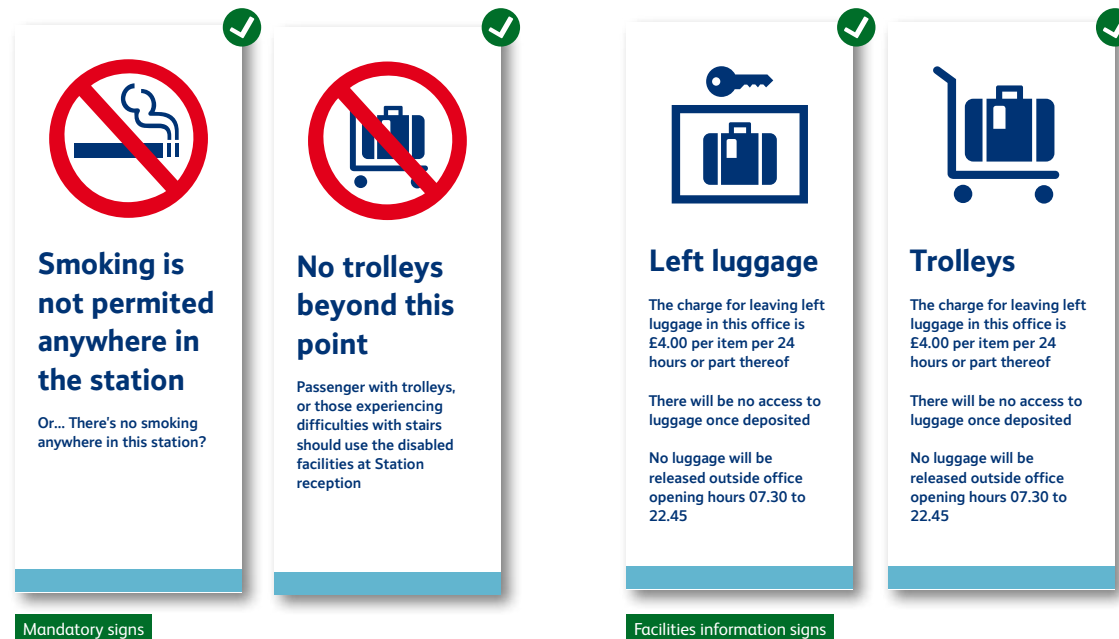 Smoking is
not permited
anywhere in
the station
Or... There's no smoking
anywhere in this station?
No trolleys
beyond this
point
Passenger with trolleys,
or those experiencing
difficulties with stairs
should use the disabled
facilities at Station
reception
Mandatory signs
Left luggage
The charge for leaving left
luggage in this office is
£4.00 per item per 24
hours or part thereof
There will be no access to
luggage once deposited
No luggage will be
released outside office
opening hours 07.30 to
22.45
Trolleys
The charge for leaving left
luggage in this office is
£4.00 per item per 24
hours or part thereof
There will be no access to
luggage once deposited
No luggage will be
released outside office
opening hours 07.30 to
22.45
Facilities information signs